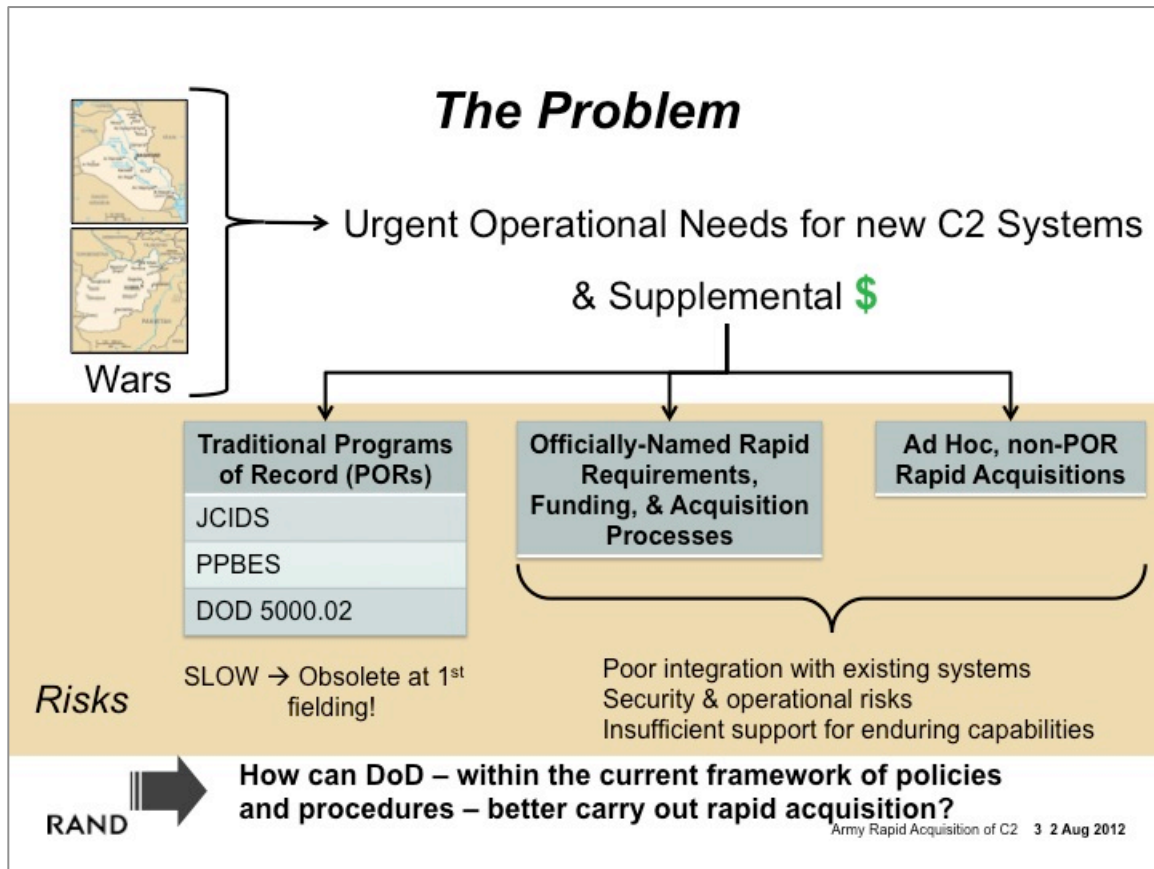 The Problem
Urgent Operational Needs for new C2 Systems
& Supplemental $
Wars
Traditional Programs
of Record (PORs)
JCIDS
PPBES
DOD 5000.02
Officially-Named Rapid
Requirements,
Funding, & Acquisition
Processes
Ad Hoc, non-POR
Rapid Acquisitions
Risks
SLOW → Obsolete at 1st
fielding!
Poor integration with existing systems
Security & operational risks
Insufficient support for enduring capabilities
How can DoD – within the current framework of policies
and procedures – better carry out rapid acquisition?
RAND
Army Rapid Acquisition of C2 3 2 Aug 2012